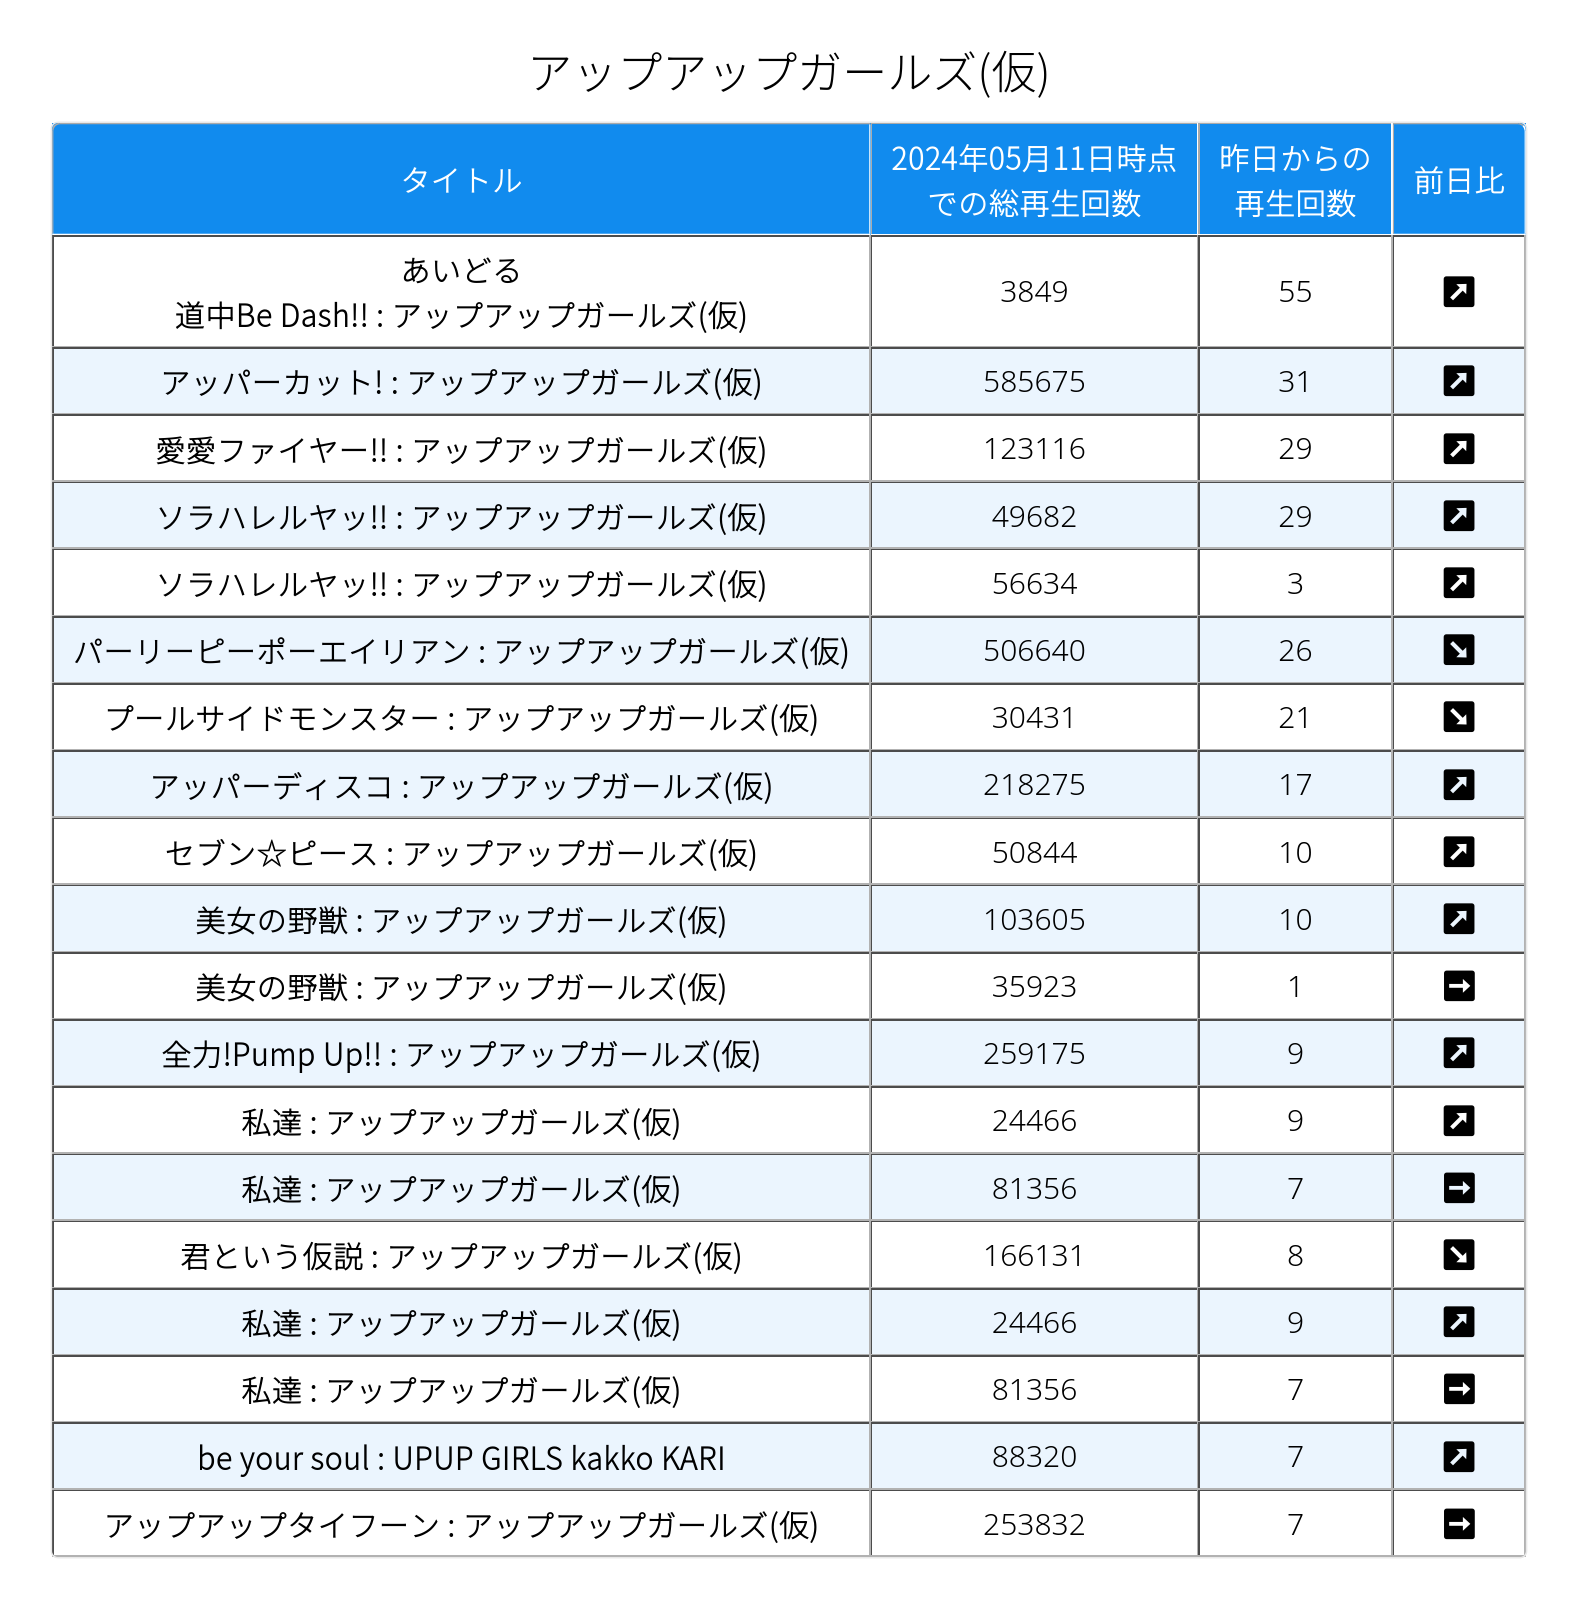 アップアップガールズ(仮)
タイトル
2024年05月11日時点
での総再生回数
昨日からの
再生回数
前日比
あいどる
道中Be Dash!! : アップアップガールズ(仮)
3849
55
アッパーカット! : アップアップガールズ(仮)
585675
31
愛愛ファイヤー!! : アップアップガールズ(仮)
123116
29
ソラハレルヤッ!! : アップアップガールズ(仮)
49682
29
ソラハレルヤッ!! : アップアップガールズ(仮)
56634
3
パーリーピーポーエイリアン : アップアップガールズ(仮)
506640
26
プールサイドモンスター : アップアップガールズ(仮)
30431
21
アッパーディスコ : アップアップガールズ(仮)
218275
17
セブン☆ピース : アップアップガールズ(仮)
50844
10
美女の野獣 : アップアップガールズ(仮)
103605
10
美女の野獣 : アップアップガールズ(仮)
35923
1
全力!Pump Up!! : アップアップガールズ(仮)
259175
9
私達 : アップアップガールズ(仮)
24466
9
私達 : アップアップガールズ(仮)
81356
7
君という仮説 : アップアップガールズ(仮)
166131
8
私達 : アップアップガールズ(仮)
24466
9
私達 : アップアップガールズ(仮)
81356
7
be your soul : UPUP GIRLS kakko KARI
88320
7
アップアップタイフーン : アップアップガールズ(仮)
253832
7